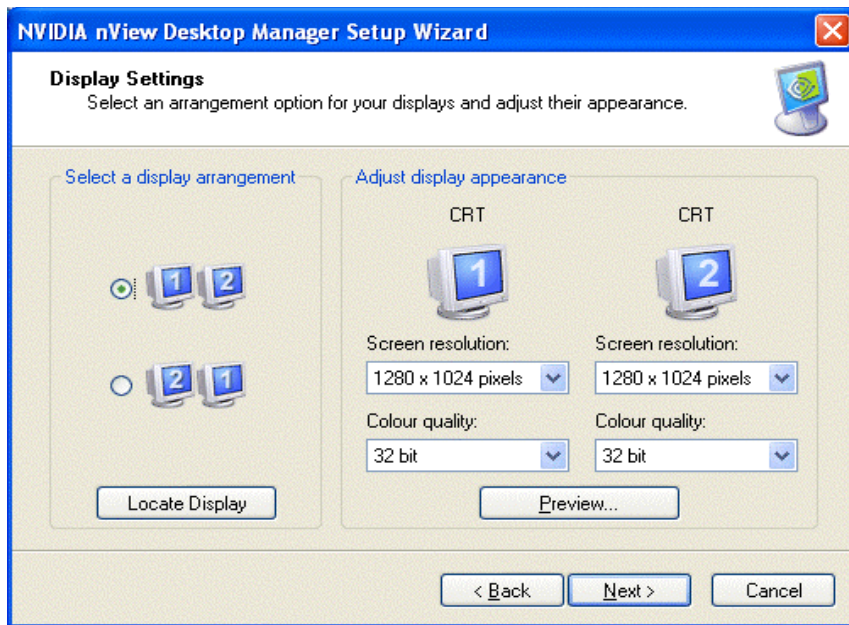 NVIDIA nView Desktop Manager Setup Wizard
Display Settings
Select an arrangement option for your displays and adjust their appearance.
Select a display arrangement
1 2
2 1
Locate Display
Adjust display appearance
CRT CRT
1 2
Screen resolution: Screen resolution:
1280 x 1024 pixels 1280 x 1024 pixels
Colour quality: Colour quality:
32 bit 32 bit
Preview...
< Back Next > Cancel